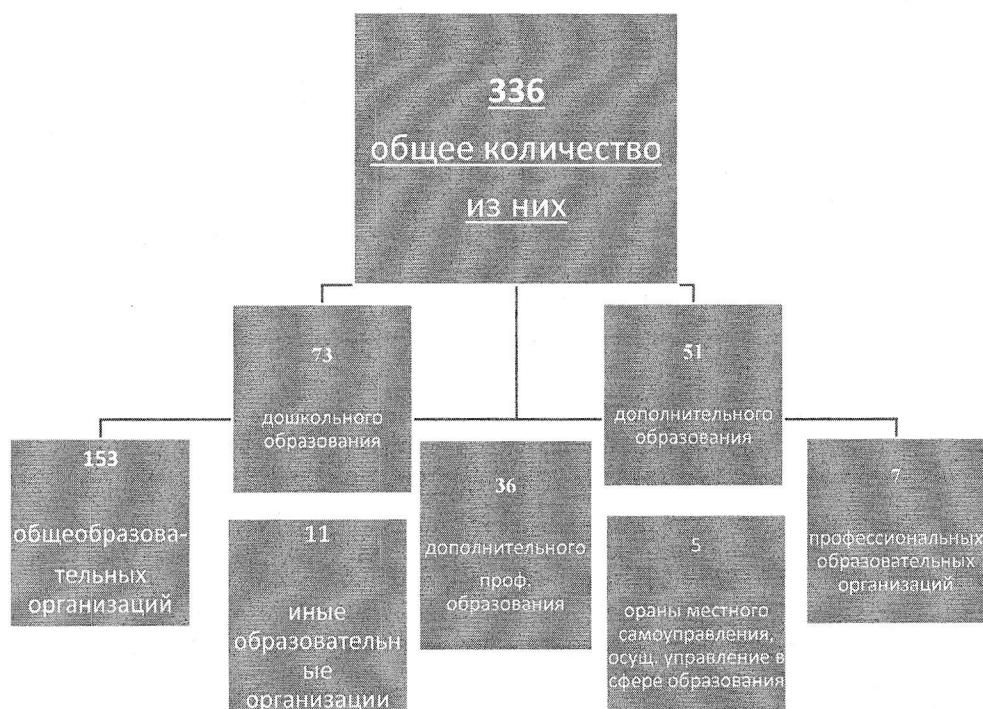 336
общее количество
из них
73
дошкольного
образования
51
дополнительного
образования
153
общеобразова-
тельных
организаций
36
дополнительного
проф.
образования
7
профессиональных
образовательных
организаций
11
иные
образовательн
ые
организации
5
ораны местного
самоуправления,
осущ. управление в
сфере образования